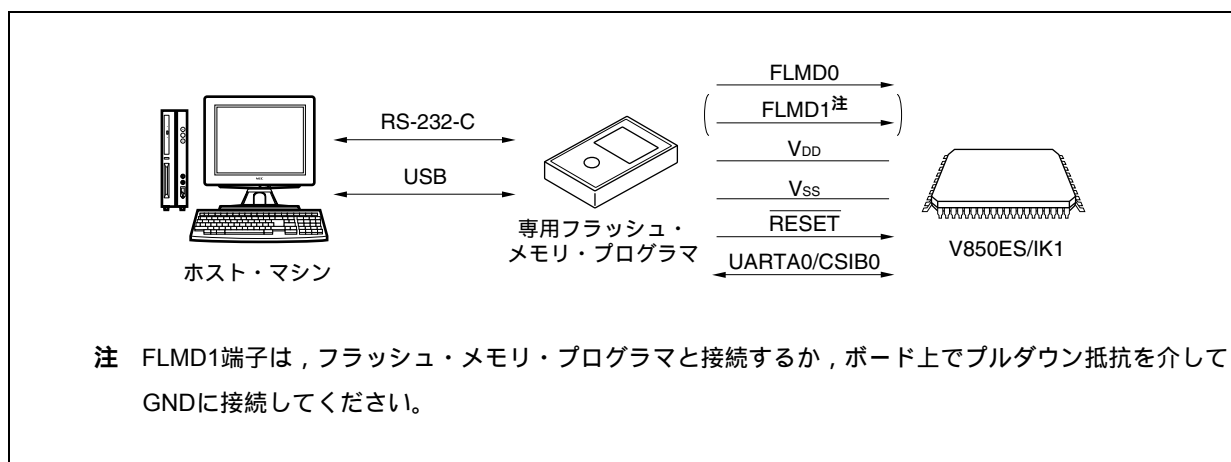 FLMD0
FLMD1注
RS-232-C
VDD
USB
VSS
RESET
専用フラッシュ・
メモリ・プログラマ
UARTA0/CSIB0
V850ES/IK1
ホスト・マシン
注 FLMD1端子は，フラッシュ・メモリ・プログラマと接続するか，ボード上でプルダウン抵抗を介して
GNDに接続してください。